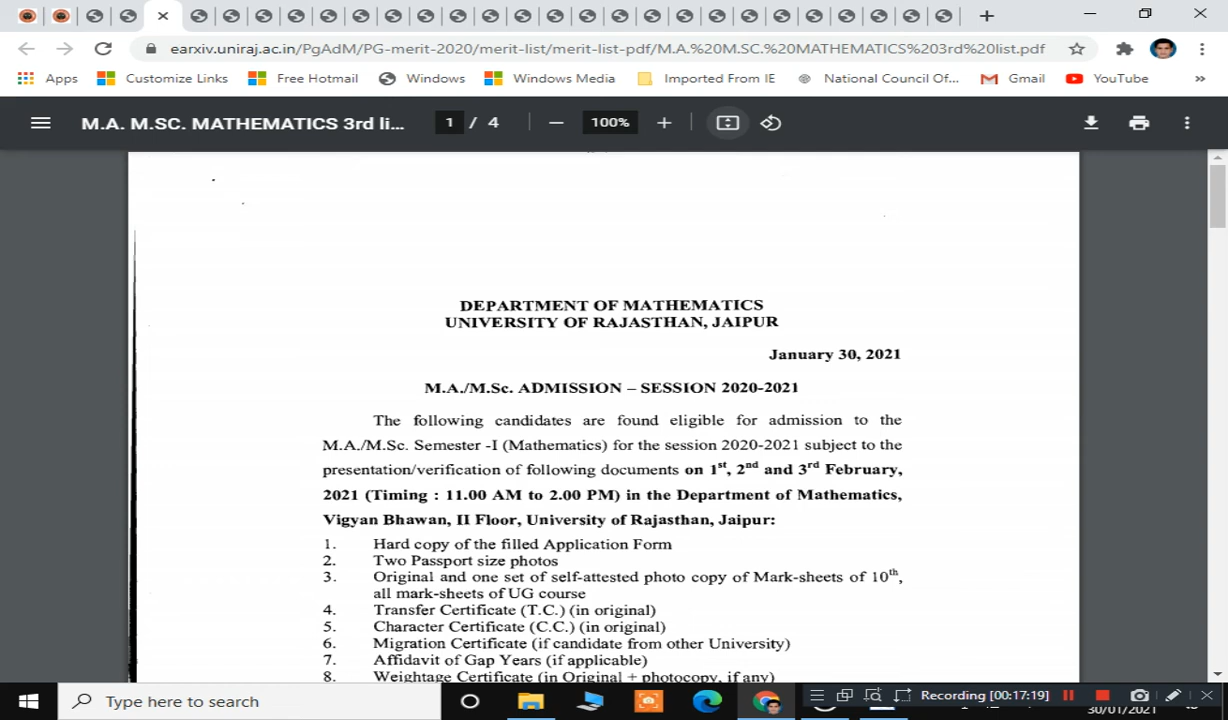 earxiv.uniraj.ac.in/PgAdM/PG-merit-2020/merit-list/merit-list-pdf/M.A.%20M.SC.%20MATHEMATICS%203rd%20list.pdf
Apps Customize Links Free Hotmail Windows Windows Media Imported From IE National Council Of... Gmail YouTube »
M.A. M.SC. MATHEMATICS 3rd li... 1 / 4 — 100% +
DEPARTMENT OF MATHEMATICS
UNIVERSITY OF RAJASTHAN, JAIPUR
January 30, 2021
M.A./M.Sc. ADMISSION – SESSION 2020-2021
The following candidates are found eligible for admission to the
M.A./M.Sc. Semester -I (Mathematics) for the session 2020-2021 subject to the
presentation/verification of following documents on 1st, 2nd and 3rd February,
2021 (Timing : 11.00 AM to 2.00 PM) in the Department of Mathematics,
Vigyan Bhawan, II Floor, University of Rajasthan, Jaipur:
1. Hard copy of the filled Application Form
2. Two Passport size photos
3. Original and one set of self-attested photo copy of Mark-sheets of 10th,
all mark-sheets of UG course
4. Transfer Certificate (T.C.) (in original)
5. Character Certificate (C.C.) (in original)
6. Migration Certificate (if candidate from other University)
7. Affidavit of Gap Years (if applicable)
8. Weightage Certificate (in Original + photocopy, if any)
Type here to search
Recording [00:17:19]
30/01/2021